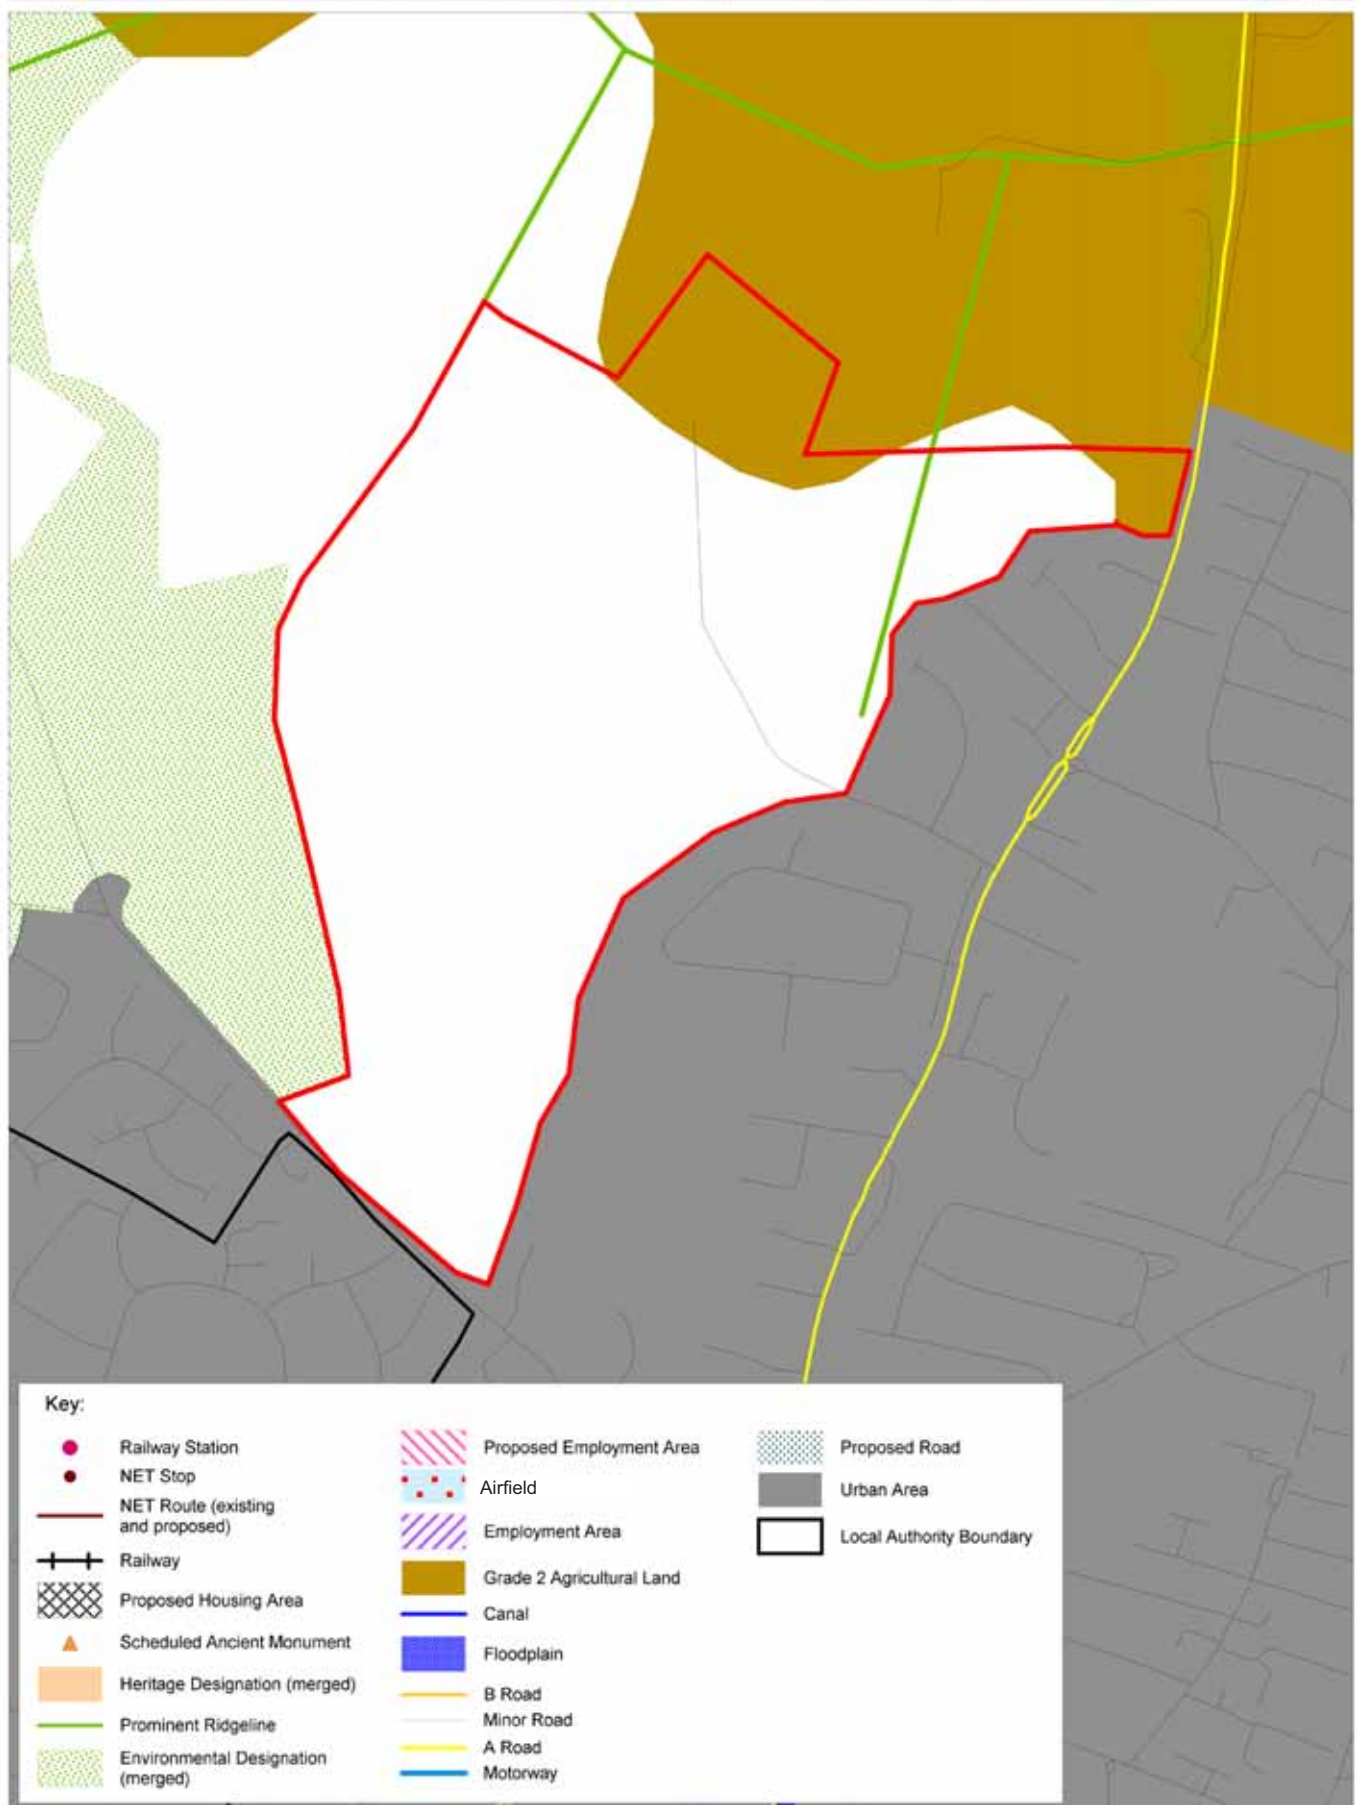 Key:
Railway Station
NET Stop
NET Route (existing
and proposed)
Railway
Proposed Housing Area
Scheduled Ancient Monument
Heritage Designation (merged)
Prominent Ridgeline
Environmental Designation
(merged)
Proposed Employment Area
Airfield
Employment Area
Grade 2 Agricultural Land
Canal
Floodplain
B Road
Minor Road
A Road
Motorway
Proposed Road
Urban Area
Local Authority Boundary